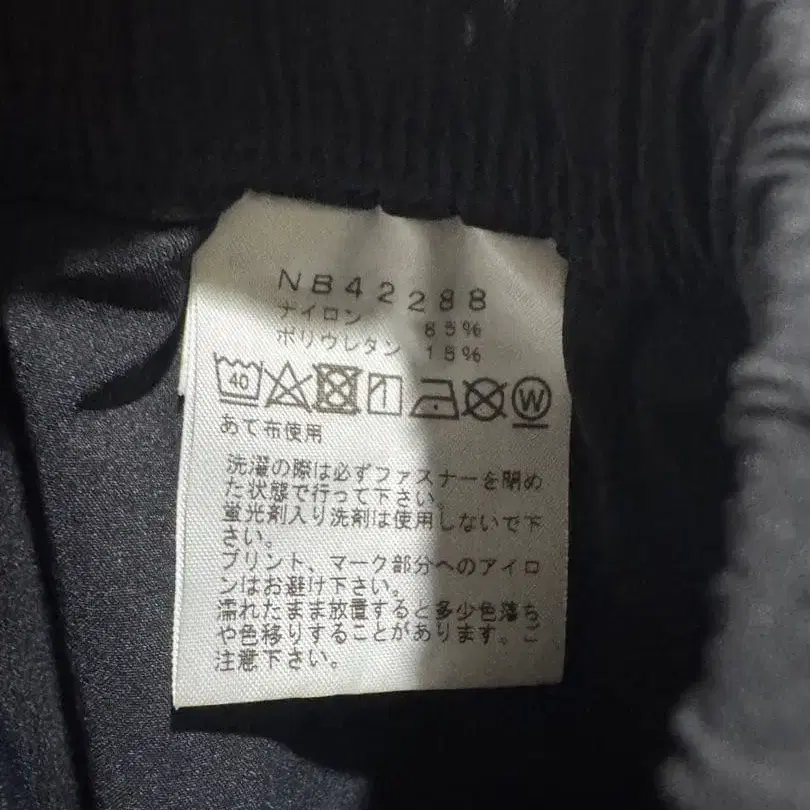 NB42288
ナイロン 85%
ポリウレタン 15%
40 W
あて布使用
洗濯の際は必ずファスナーを閉め
た状態で行って下さい。
蛍光剤入り洗剤は使用しないで下
さい。
プリント、マーク部分へのアイロ
ンはお避け下さい。
濡れたまま放置すると多少色落ち
や色移りすることがあります。ご
注意下さい。